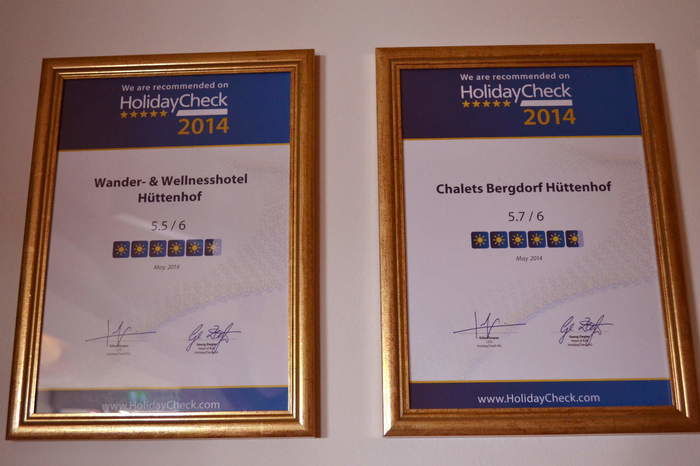 We are recommended on
HolidayCheck
2014
Wander- & Wellnesshotel
Hüttenhof
5.5 / 6
May 2014
www.HolidayCheck.com
We are recommended on
HolidayCheck
2014
Chalets Bergdorf Hüttenhof
5.7 / 6
May 2014
www.HolidayCheck.com